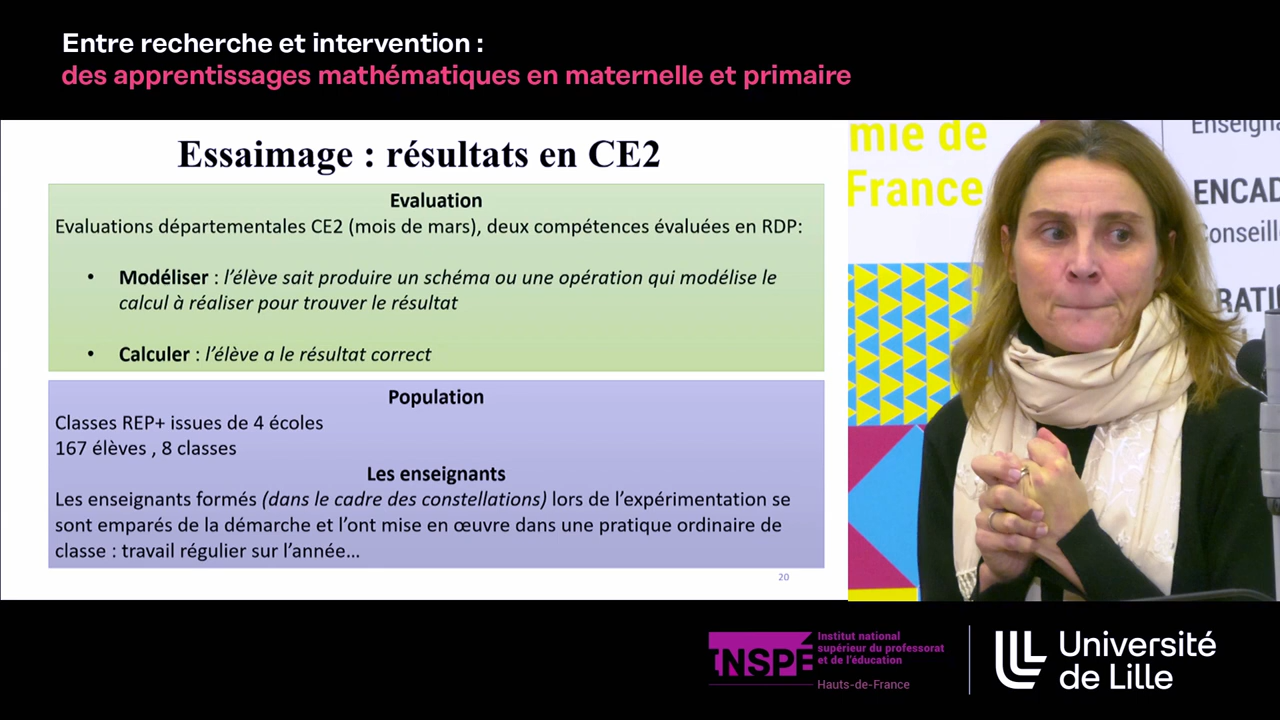 Entre recherche et intervention :
des apprentissages mathématiques en maternelle et primaire
Essaimage : résultats en CE2
Evaluation
Evaluations départementales CE2 (mois de mars), deux compétences évaluées en RDP:
• Modéliser : l’élève sait produire un schéma ou une opération qui modélise le
calcul à réaliser pour trouver le résultat
• Calculer : l’élève a le résultat correct
Population
Classes REP+ issues de 4 écoles
167 élèves , 8 classes
Les enseignants
Les enseignants formés (dans le cadre des constellations) lors de l’expérimentation se
sont emparés de la démarche et l’ont mise en œuvre dans une pratique ordinaire de
classe : travail régulier sur l’année...
20
mie de
France
Enseigna
ENCAD
Conseill
RATI
INSPÉ
Institut national
supérieur du professorat
et de l’éducation
Hauts-de-France
Université
de Lille